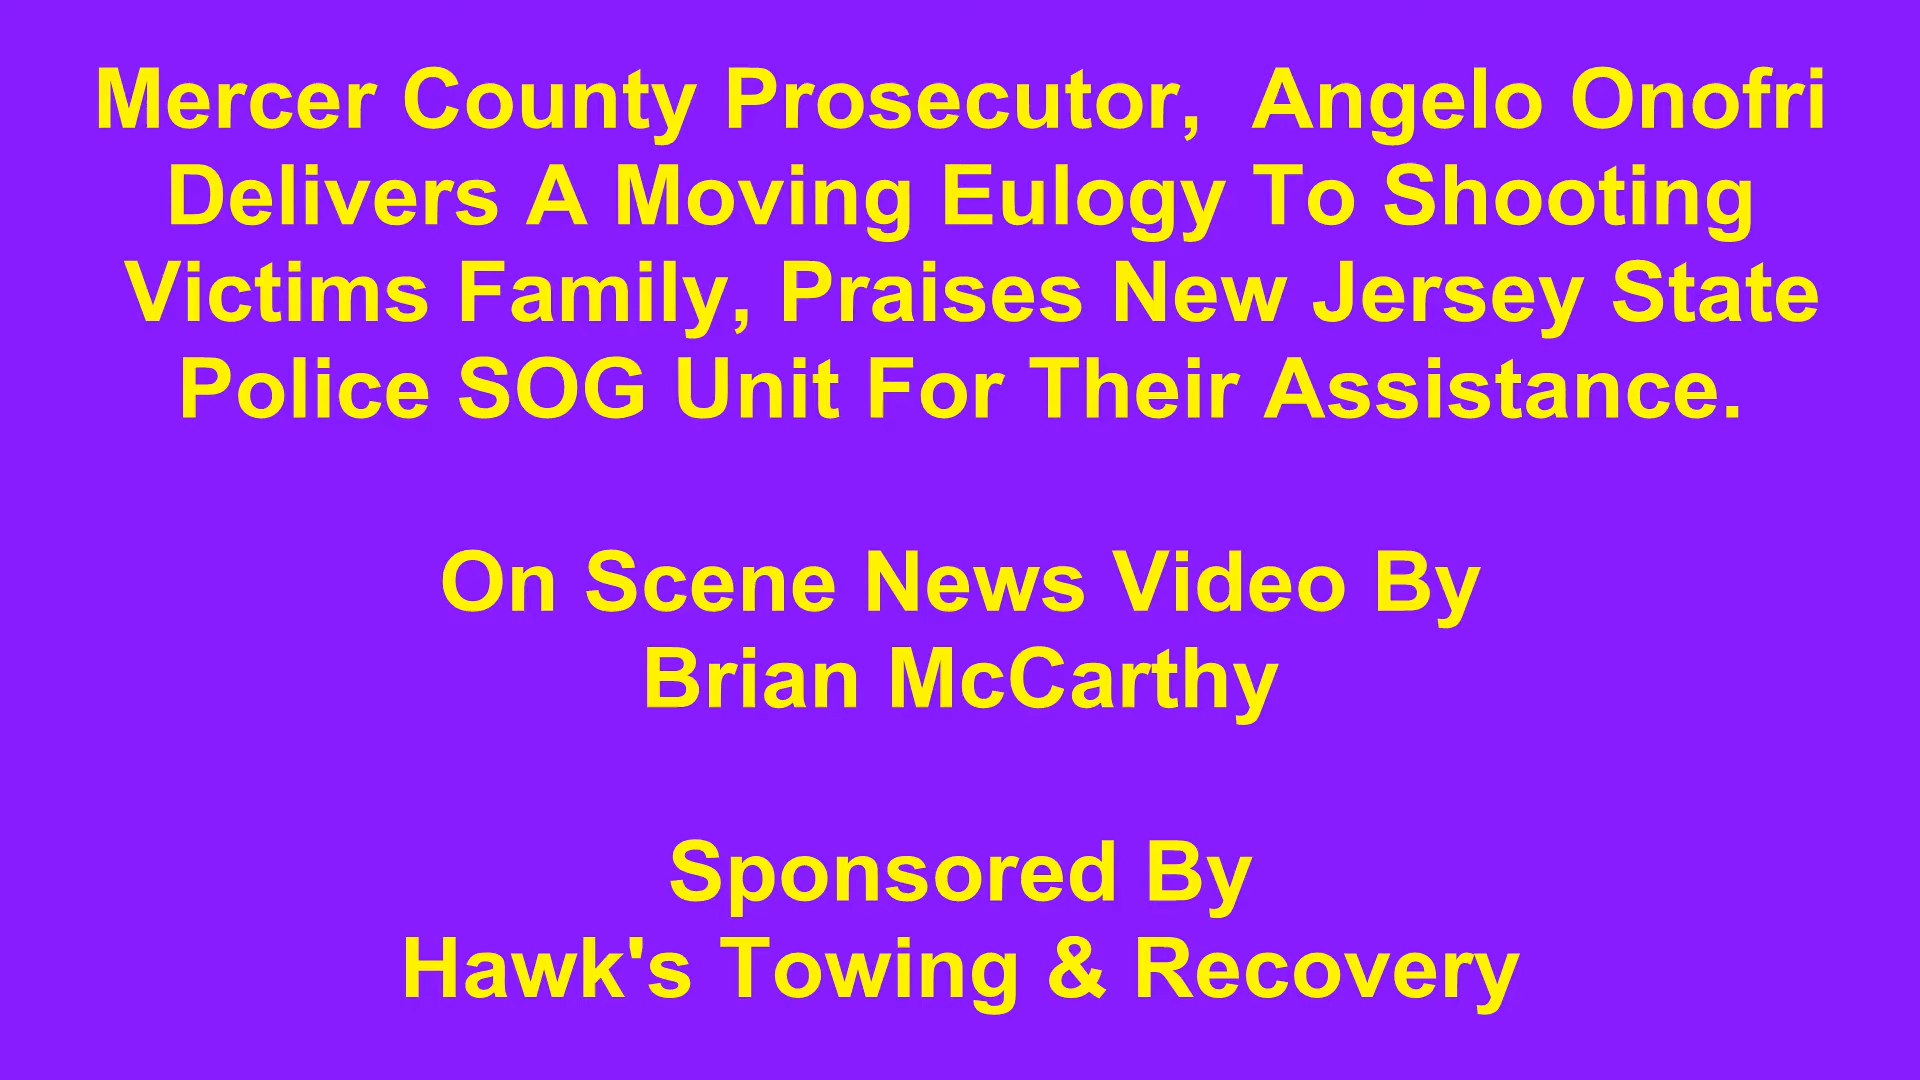 Mercer County Prosecutor,  Angelo Onofri
Delivers A Moving Eulogy To Shooting
Victims Family, Praises New Jersey State
Police SOG Unit For Their Assistance.
On Scene News Video By
Brian McCarthy
Sponsored By
Hawk's Towing & Recovery